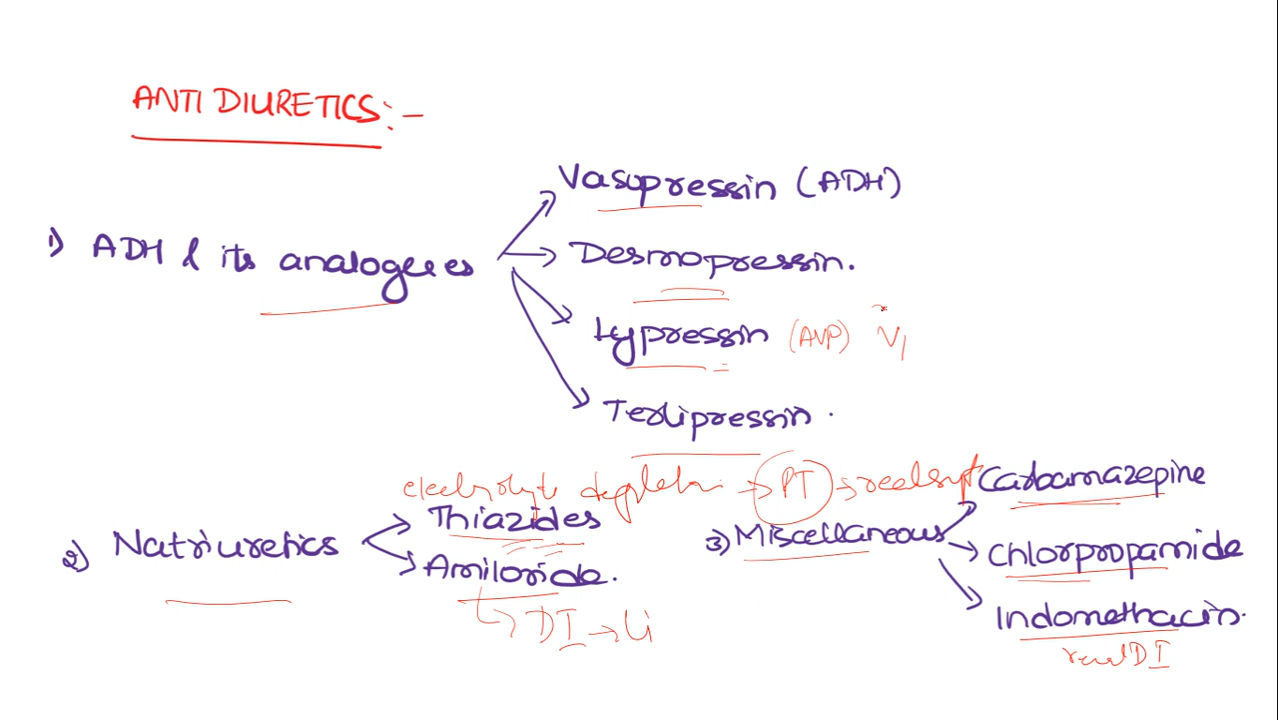 ANTI DIURETICS:-
1) ADH & its analogues
Vasopressin (ADH)
Desmopressin.
Lypressin (AVP) V1
Terlipressin.
electrolyte depletion → PT →
2) Natriuretics
Thiazides
Amiloride.
→ DI → Li
3) Miscellaneous
Carbamazepine
Chlorpropamide
Indomethacin.
renal DI